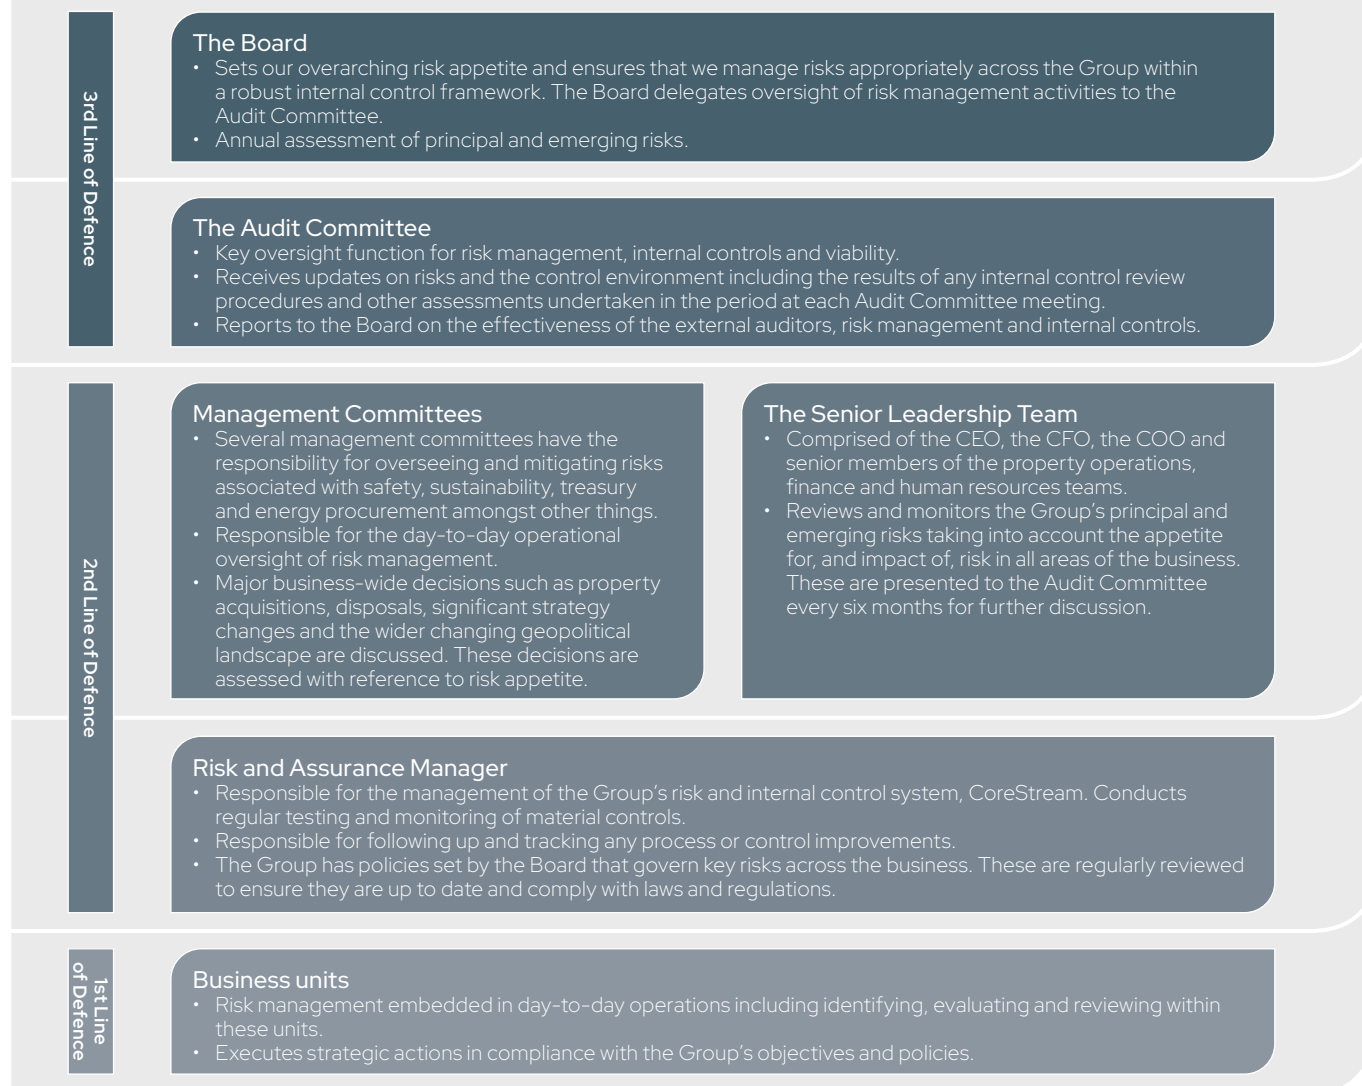 3rd Line of Defence
The Board
• Sets our overarching risk appetite and ensures that we manage risks appropriately across the Group within
a robust internal control framework. The Board delegates oversight of risk management activities to the
Audit Committee.
• Annual assessment of principal and emerging risks.
The Audit Committee
• Key oversight function for risk management, internal controls and viability.
• Receives updates on risks and the control environment including the results of any internal control review
procedures and other assessments undertaken in the period at each Audit Committee meeting.
• Reports to the Board on the effectiveness of the external auditors, risk management and internal controls.
2nd Line of Defence
Management Committees
• Several management committees have the
responsibility for overseeing and mitigating risks
associated with safety, sustainability, treasury
and energy procurement amongst other things.
• Responsible for the day-to-day operational
oversight of risk management.
• Major business-wide decisions such as property
acquisitions, disposals, significant strategy
changes and the wider changing geopolitical
landscape are discussed. These decisions are
assessed with reference to risk appetite.
The Senior Leadership Team
• Comprised of the CEO, the CFO, the COO and
senior members of the property operations,
finance and human resources teams.
• Reviews and monitors the Group's principal and
emerging risks taking into account the appetite
for, and impact of, risk in all areas of the business.
These are presented to the Audit Committee
every six months for further discussion.
Risk and Assurance Manager
• Responsible for the management of the Group's risk and internal control system, CoreStream. Conducts
regular testing and monitoring of material controls.
• Responsible for following up and tracking any process or control improvements.
• The Group has policies set by the Board that govern key risks across the business. These are regularly reviewed
to ensure they are up to date and comply with laws and regulations.
1st Line
of Defence
Business units
• Risk management embedded in day-to-day operations including identifying, evaluating and reviewing within
these units.
• Executes strategic actions in compliance with the Group's objectives and policies.